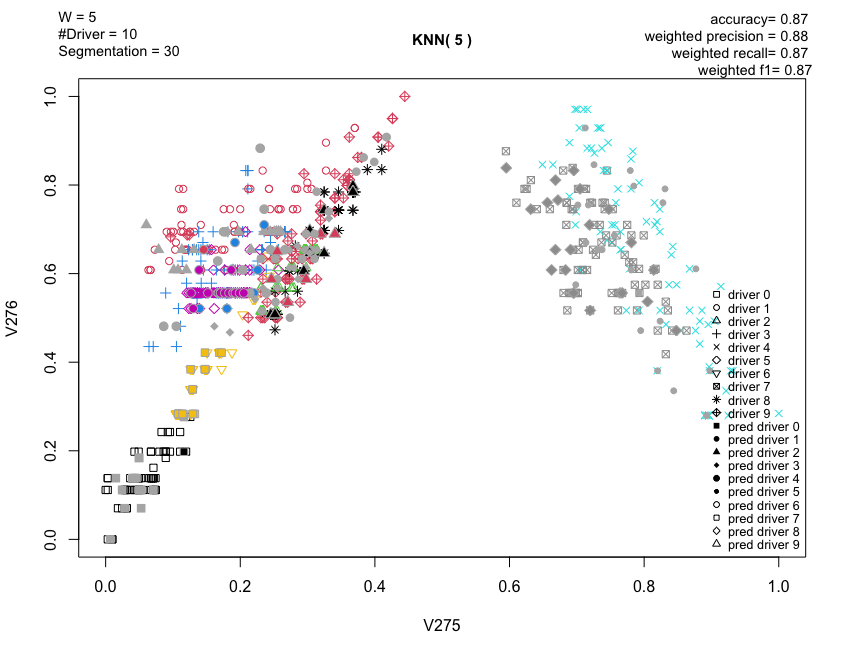 W = 5
#Driver = 10
Segmentation = 30
KNN( 5 )
accuracy= 0.87
weighted precision = 0.88
weighted recall= 0.87
weighted f1= 0.87
V276
1.0
0.8
0.6
0.4
0.2
0.0
driver 0
driver 1
driver 2
driver 3
driver 4
driver 5
driver 6
driver 7
driver 8
driver 9
pred driver 0
pred driver 1
pred driver 2
pred driver 3
pred driver 4
pred driver 5
pred driver 6
pred driver 7
pred driver 8
pred driver 9
0.0 0.2 0.4 0.6 0.8 1.0
V275